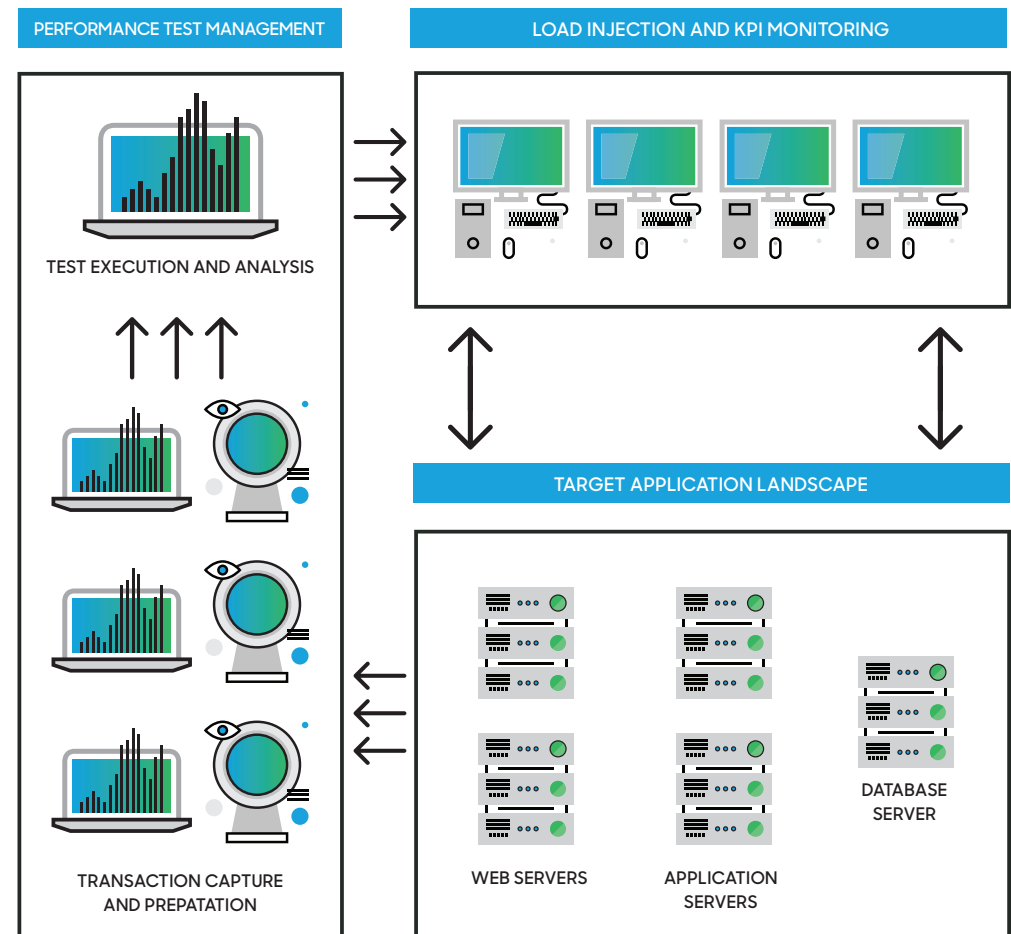 PERFORMANCE TEST MANAGEMENT
LOAD INJECTION AND KPI MONITORING
TEST EXECUTION AND ANALYSIS
TARGET APPLICATION LANDSCAPE
DATABASE
SERVER
WEB SERVERS
APPLICATION
SERVERS
TRANSACTION CAPTURE
AND PREPATATION